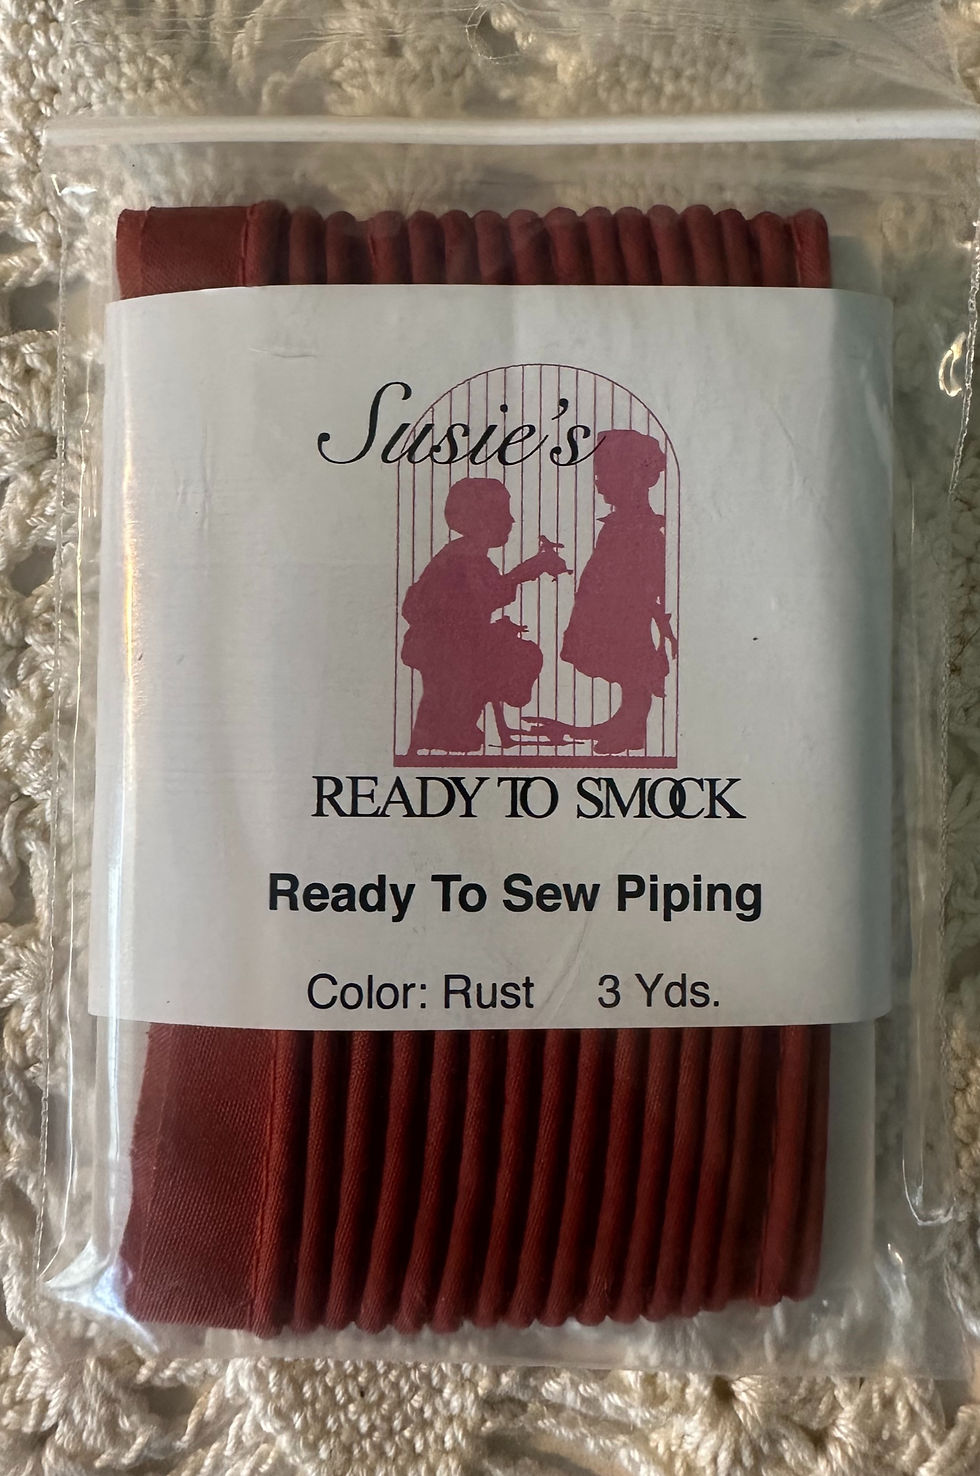 Susie's
READY TO SMOCK
Ready To Sew Piping
Color: Rust 3 Yds.